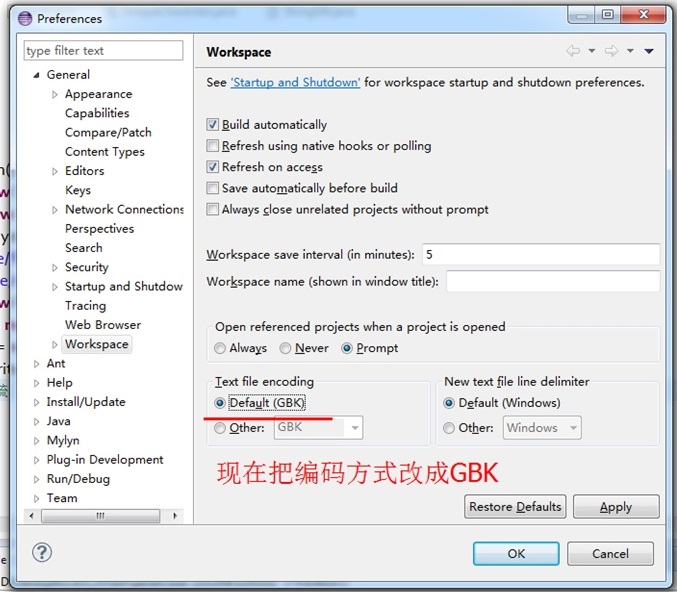 Preferences
type filter text
General
Appearance
Capabilities
Compare/Patch
Content Types
Editors
Keys
Network Connections
Perspectives
Search
Security
Startup and Shutdow
Tracing
Web Browser
Workspace
Ant
Help
Install/Update
Java
Mylyn
Plug-in Development
Run/Debug
Team
Workspace
See 'Startup and Shutdown' for workspace startup and shutdown preferences.
Build automatically
Refresh using native hooks or polling
Refresh on access
Save automatically before build
Always close unrelated projects without prompt
Workspace save interval (in minutes): 5
Workspace name (shown in window title):
Open referenced projects when a project is opened
Always Never Prompt
Text file encoding
Default (GBK)
Other: GBK
New text file line delimiter
Default (Windows)
Other: Windows
现在把编码方式改成GBK
Restore Defaults Apply
OK Cancel